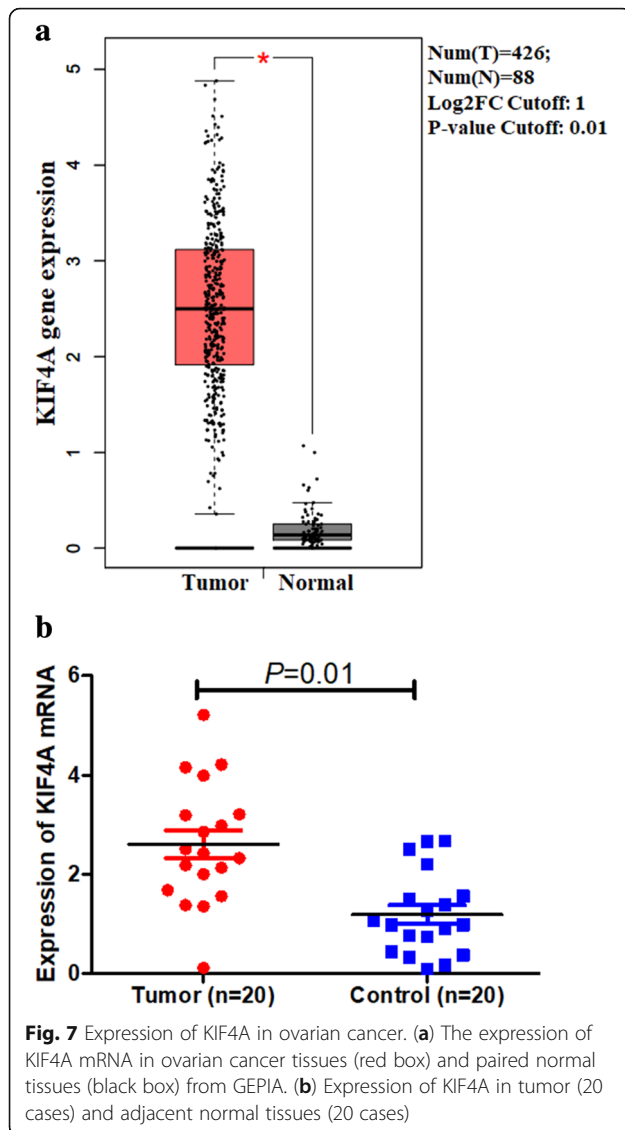 a
Num(T)=426;
Num(N)=88
Log2FC Cutoff: 1
P-value Cutoff: 0.01
*
KIF4A gene expression
5
4
3
2
1
0
Tumor Normal
b
P=0.01
Expression of KIF4A mRNA
6
4
2
0
Tumor (n=20) Control (n=20)
Fig. 7 Expression of KIF4A in ovarian cancer. (a) The expression of
KIF4A mRNA in ovarian cancer tissues (red box) and paired normal
tissues (black box) from GEPIA. (b) Expression of KIF4A in tumor (20
cases) and adjacent normal tissues (20 cases)